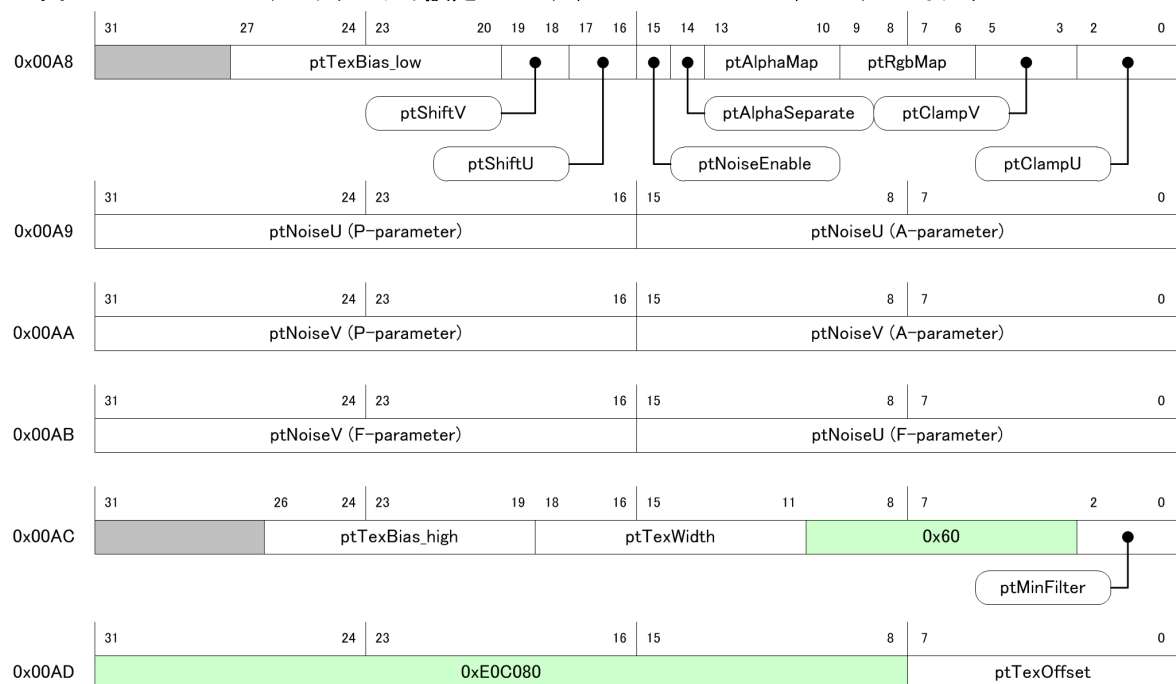 31 27 24 23 20 19 18 17 16 15 14 13 10 9 8 7 6 5 3 2 0
0x00A8 ptTexBias_low ptAlphaMap ptRgbMap
ptShiftV ptAlphaSeparate ptClampV
ptShiftU ptNoiseEnable ptClampU
31 24 23 16 15 8 7 0
0x00A9 ptNoiseU (P-parameter) ptNoiseU (A-parameter)
31 24 23 16 15 8 7 0
0x00AA ptNoiseV (P-parameter) ptNoiseV (A-parameter)
31 24 23 16 15 8 7 0
0x00AB ptNoiseV (F-parameter) ptNoiseU (F-parameter)
31 26 24 23 19 18 16 15 11 8 7 2 0
0x00AC ptTexBias_high ptTexWidth 0x60
ptMinFilter
31 24 23 16 15 8 7 0
0x00AD 0xE0C080 ptTexOffset